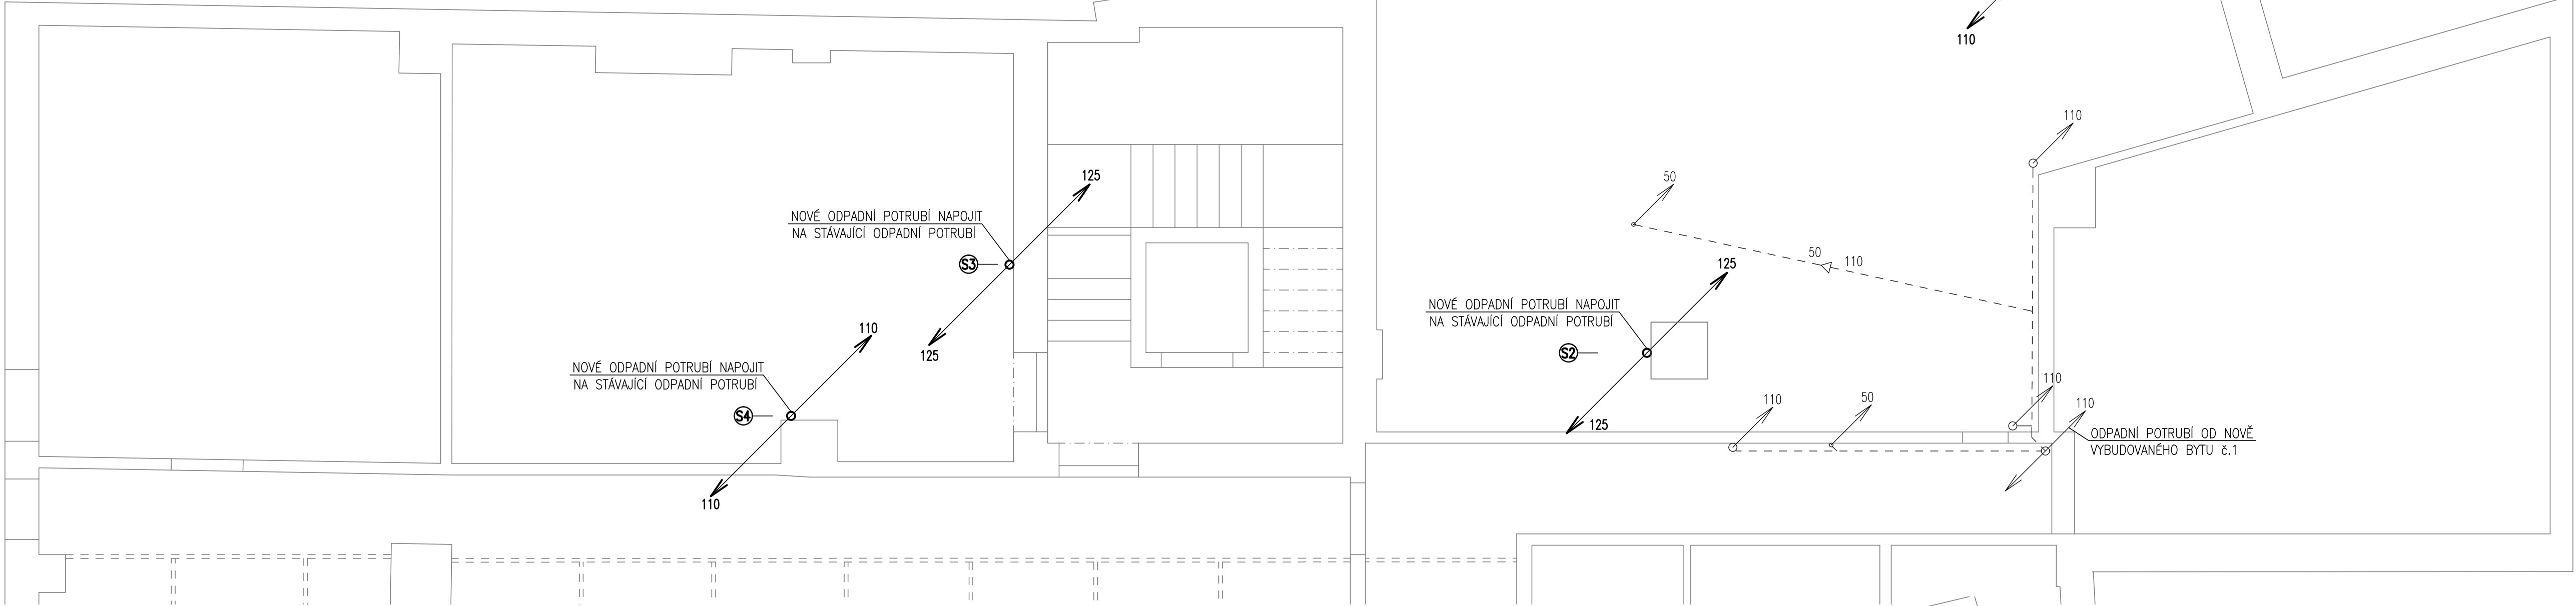 110
110
50
125
NOVÉ ODPADNÍ POTRUBÍ NAPOJIT
NA STÁVAJÍCÍ ODPADNÍ POTRUBÍ
S3
125
50
110
125
NOVÉ ODPADNÍ POTRUBÍ NAPOJIT
NA STÁVAJÍCÍ ODPADNÍ POTRUBÍ
S2
125
110
NOVÉ ODPADNÍ POTRUBÍ NAPOJIT
NA STÁVAJÍCÍ ODPADNÍ POTRUBÍ
S4
110
110
50
110
110
ODPADNÍ POTRUBÍ OD NOVĚ
VYBUDOVANÉHO BYTU č.1